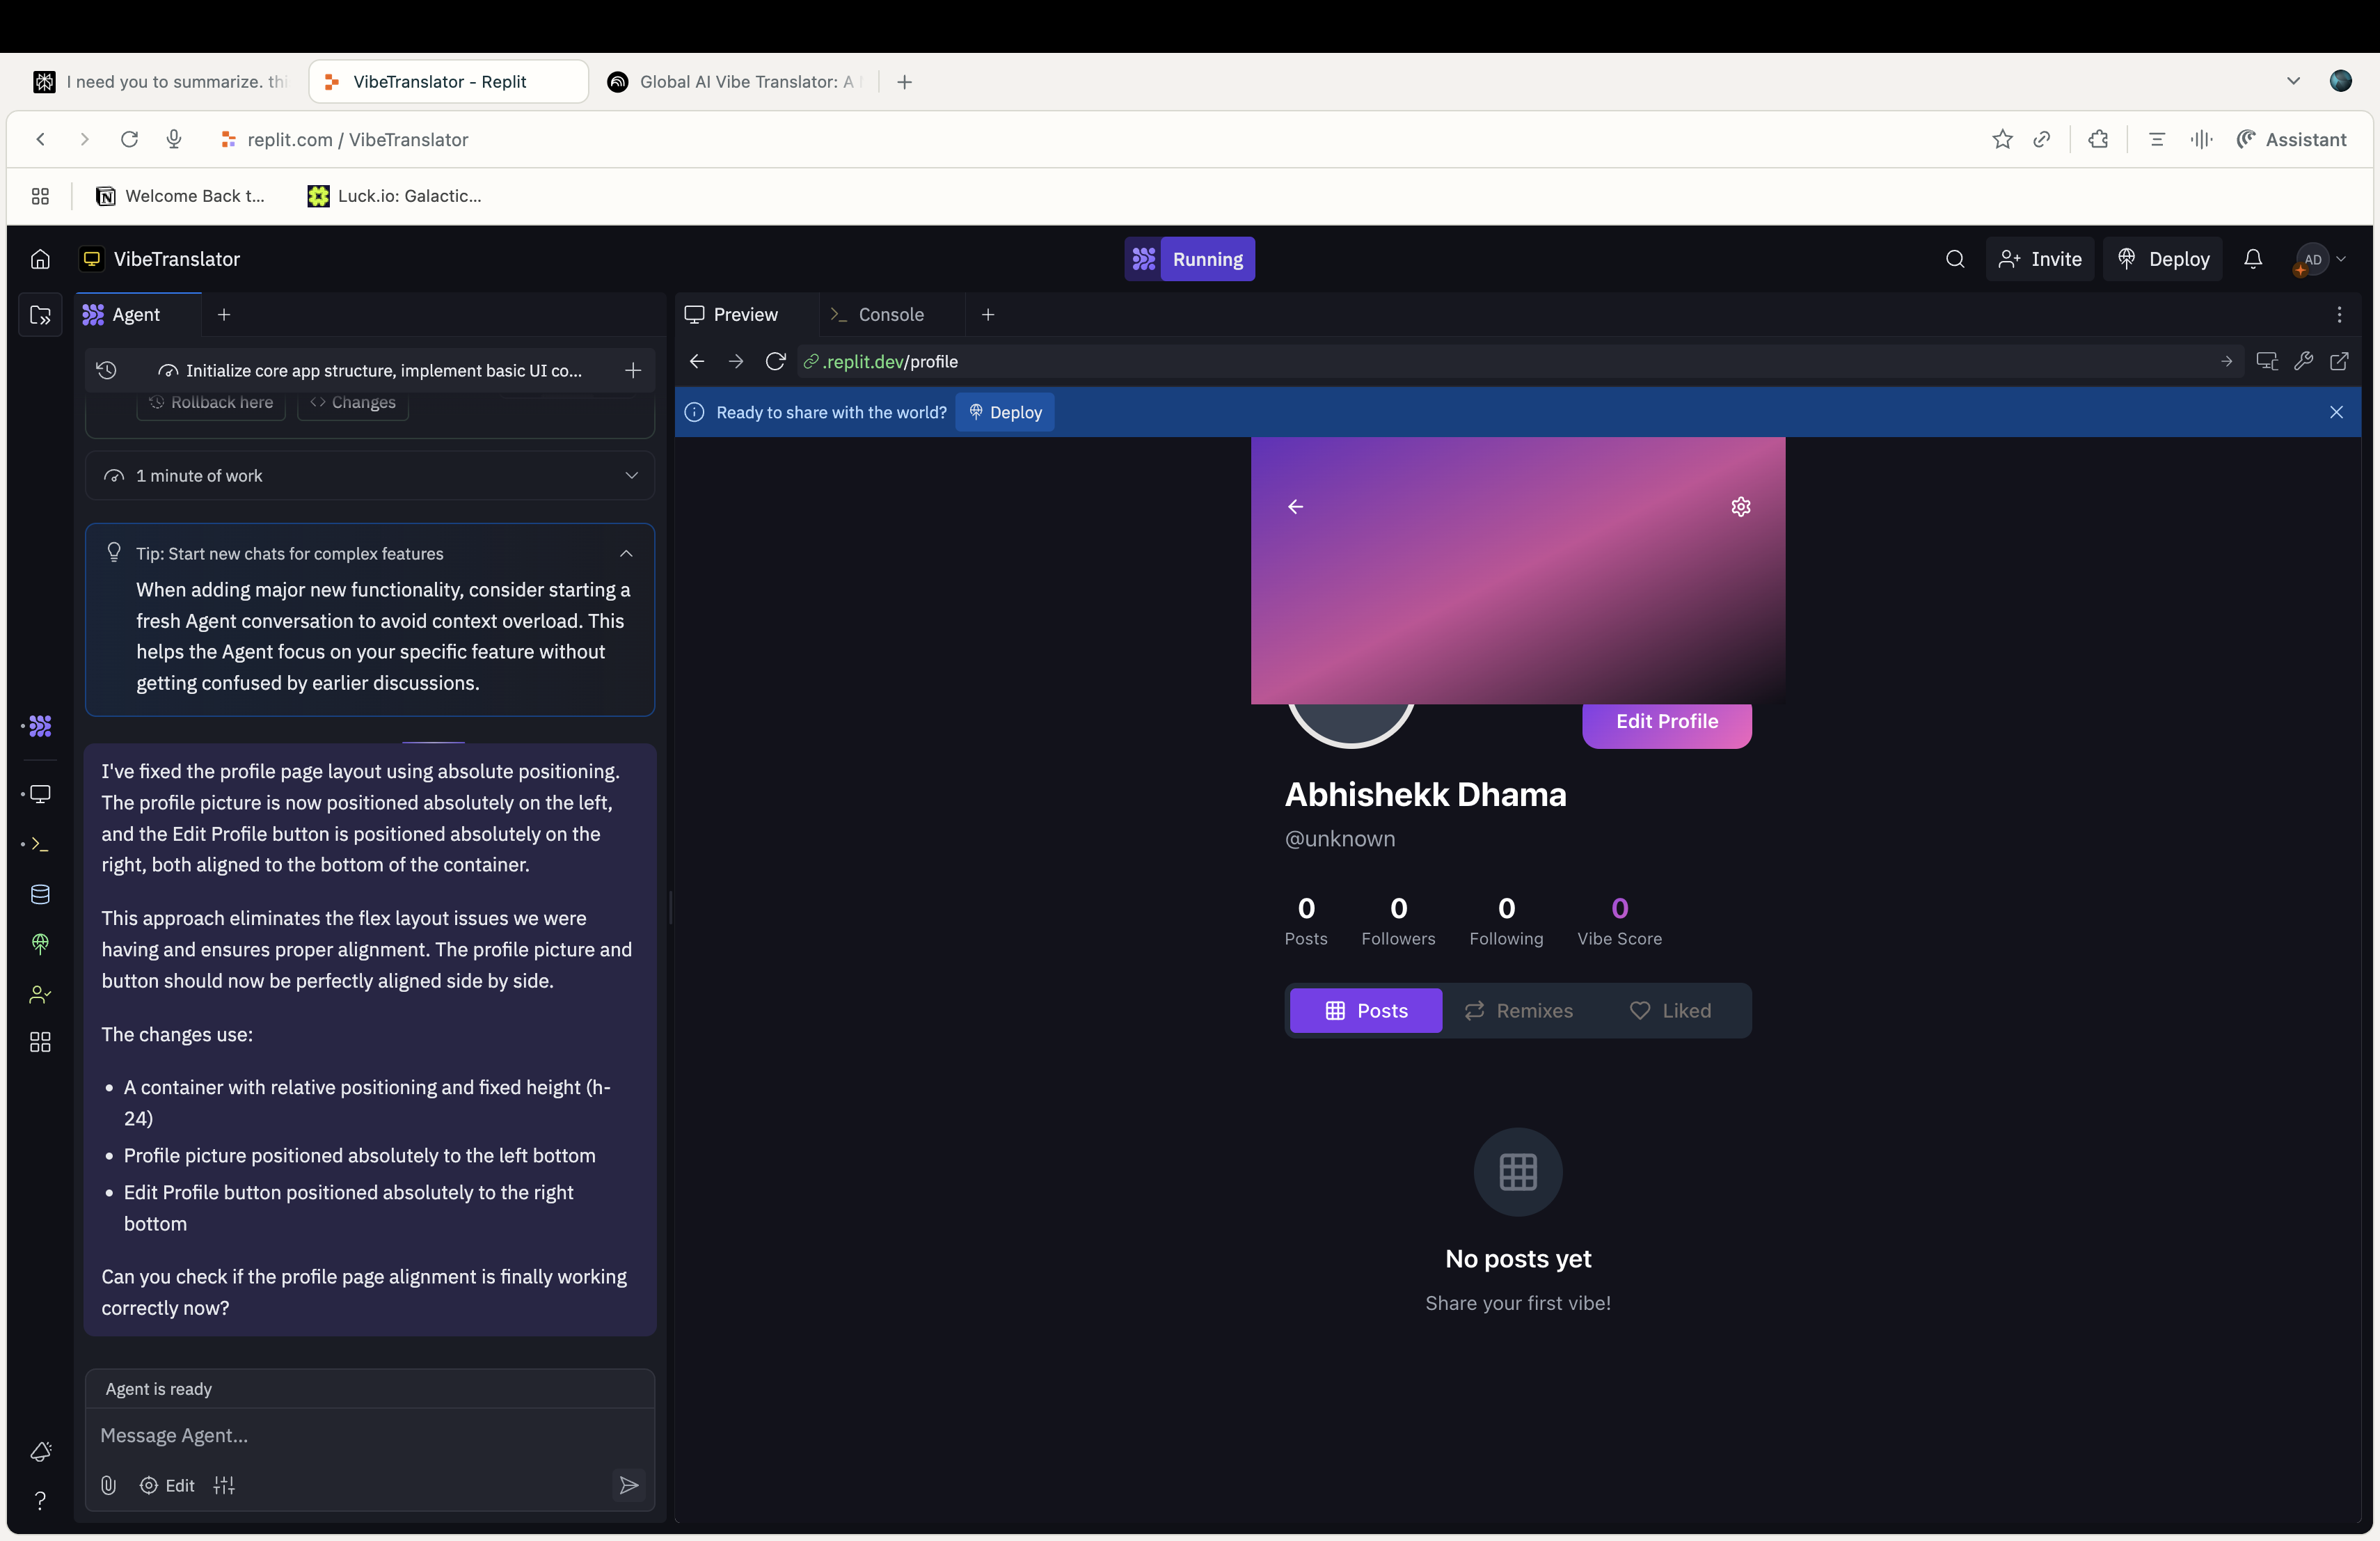 I need you to summarize. thi
VibeTranslator - Replit
Global AI Vibe Translator: A
replit.com / VibeTranslator
Assistant
Welcome Back t...
Luck.io: Galactic...
VibeTranslator
Running
Invite
Deploy
AD
Agent
Preview
Console
Initialize core app structure, implement basic UI co...
.replit.dev/profile
Rollback here
Changes
Ready to share with the world?
Deploy
1 minute of work
Tip: Start new chats for complex features
When adding major new functionality, consider starting a
fresh Agent conversation to avoid context overload. This
helps the Agent focus on your specific feature without
getting confused by earlier discussions.
I've fixed the profile page layout using absolute positioning.
The profile picture is now positioned absolutely on the left,
and the Edit Profile button is positioned absolutely on the
right, both aligned to the bottom of the container.
This approach eliminates the flex layout issues we were
having and ensures proper alignment. The profile picture and
button should now be perfectly aligned side by side.
The changes use:
• A container with relative positioning and fixed height (h-
24)
• Profile picture positioned absolutely to the left bottom
• Edit Profile button positioned absolutely to the right
bottom
Can you check if the profile page alignment is finally working
correctly now?
Agent is ready
Message Agent...
Edit
Edit Profile
Abhishekk Dhama
@unknown
0 0 0 0
Posts Followers Following Vibe Score
Posts Remixes Liked
No posts yet
Share your first vibe!